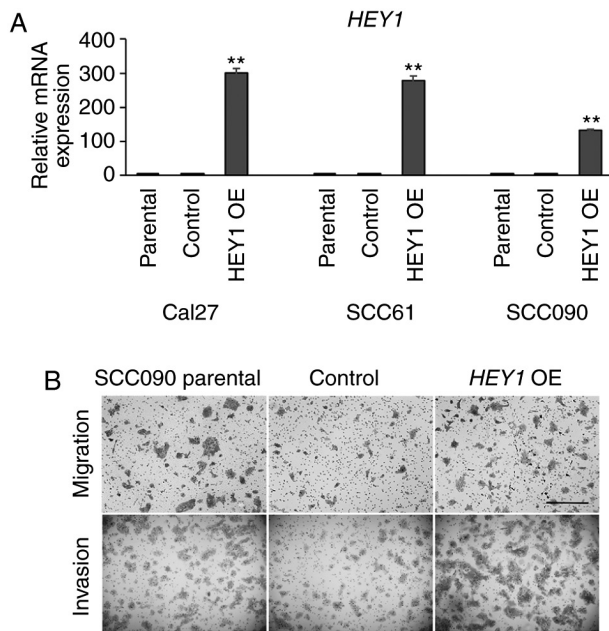 A
HEY1
Relative mRNA
expression
400
300
200
100
0
**
**
**
Parental
Control
HEY1 OE
Parental
Control
HEY1 OE
Parental
Control
HEY1 OE
Cal27
SCC61
SCC090
B
SCC090 parental
Control
HEY1 OE
Migration
Invasion